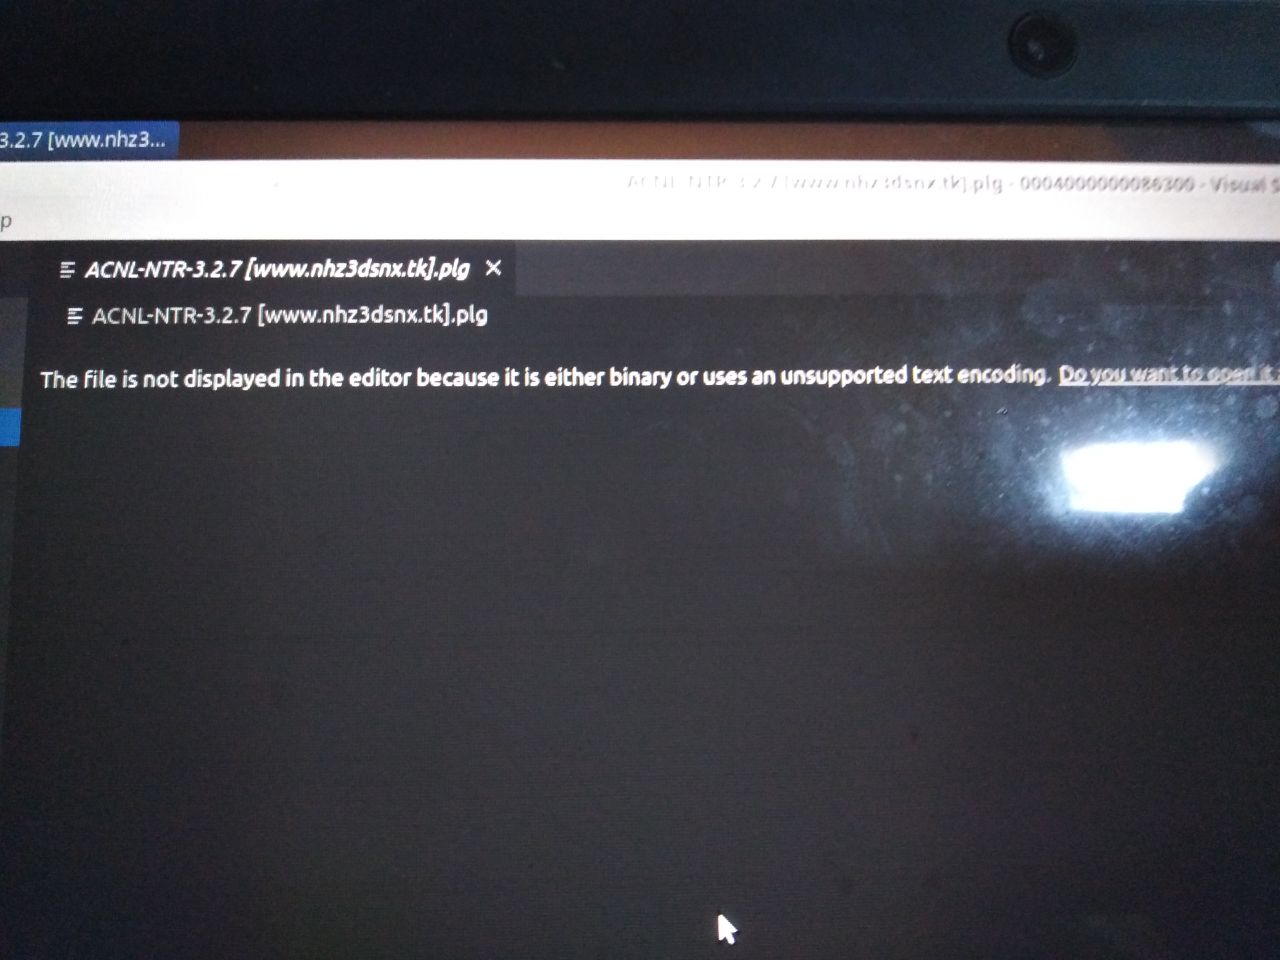 3.2.7 [www.nhz3...
ACNL-NTR-3.2.7 [www.nhz3dsnx.tk].plg - 0004000000086300 - Visual
p
ACNL-NTR-3.2.7 [www.nhz3dsnx.tk].plg ×
ACNL-NTR-3.2.7 [www.nhz3dsnx.tk].plg
The file is not displayed in the editor because it is either binary or uses an unsupported text encoding. Do you want to open it